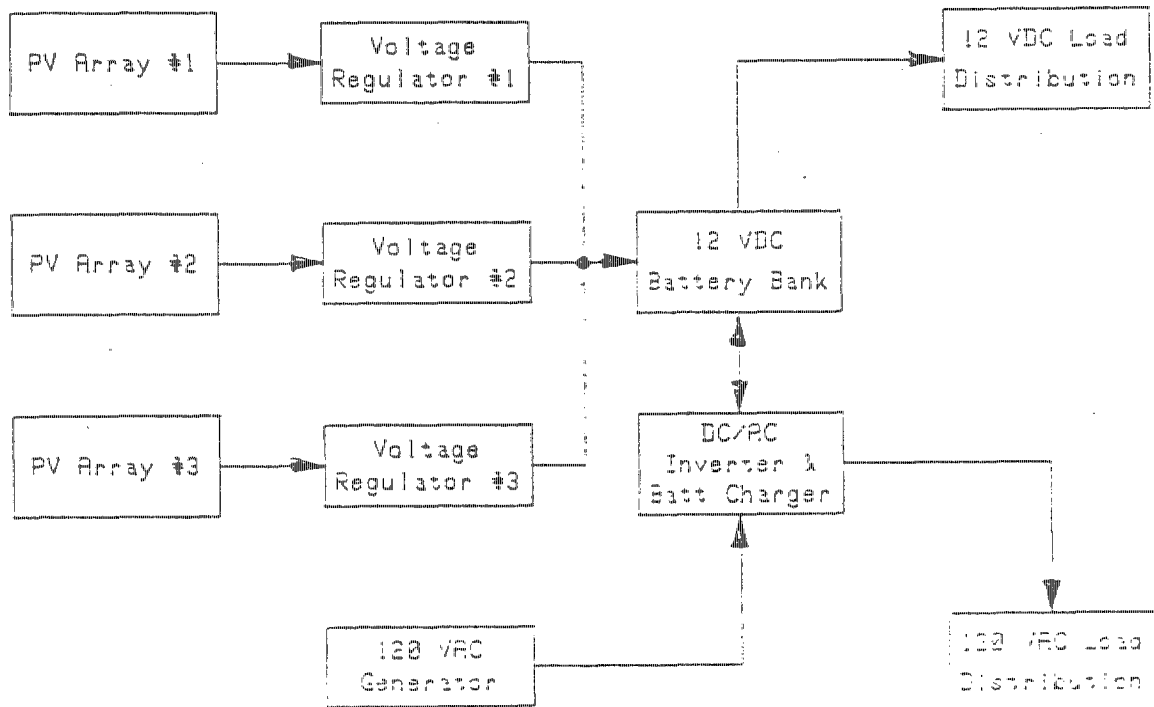 PV Array #1
Voltage
Regulator #1
12 VDC Load
Distribution
PV Array #2
Voltage
Regulator #2
12 VDC
Battery Bank
PV Array #3
Voltage
Regulator #3
DC/AC
Inverter &
Batt Charger
120 VAC
Generator
120 VAC Load
Distribution